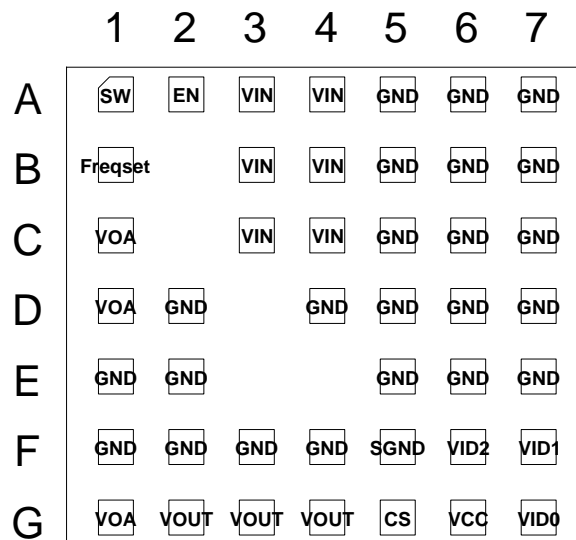 1 2 3 4 5 6 7
A SW EN VIN VIN GND GND GND
B Freqset VIN VIN GND GND GND
C VOA VIN VIN GND GND GND
D VOA GND GND GND GND GND
E GND GND GND GND GND
F GND GND GND GND SGND VID2 VID1
G VOA VOUT VOUT VOUT CS VCC VID0